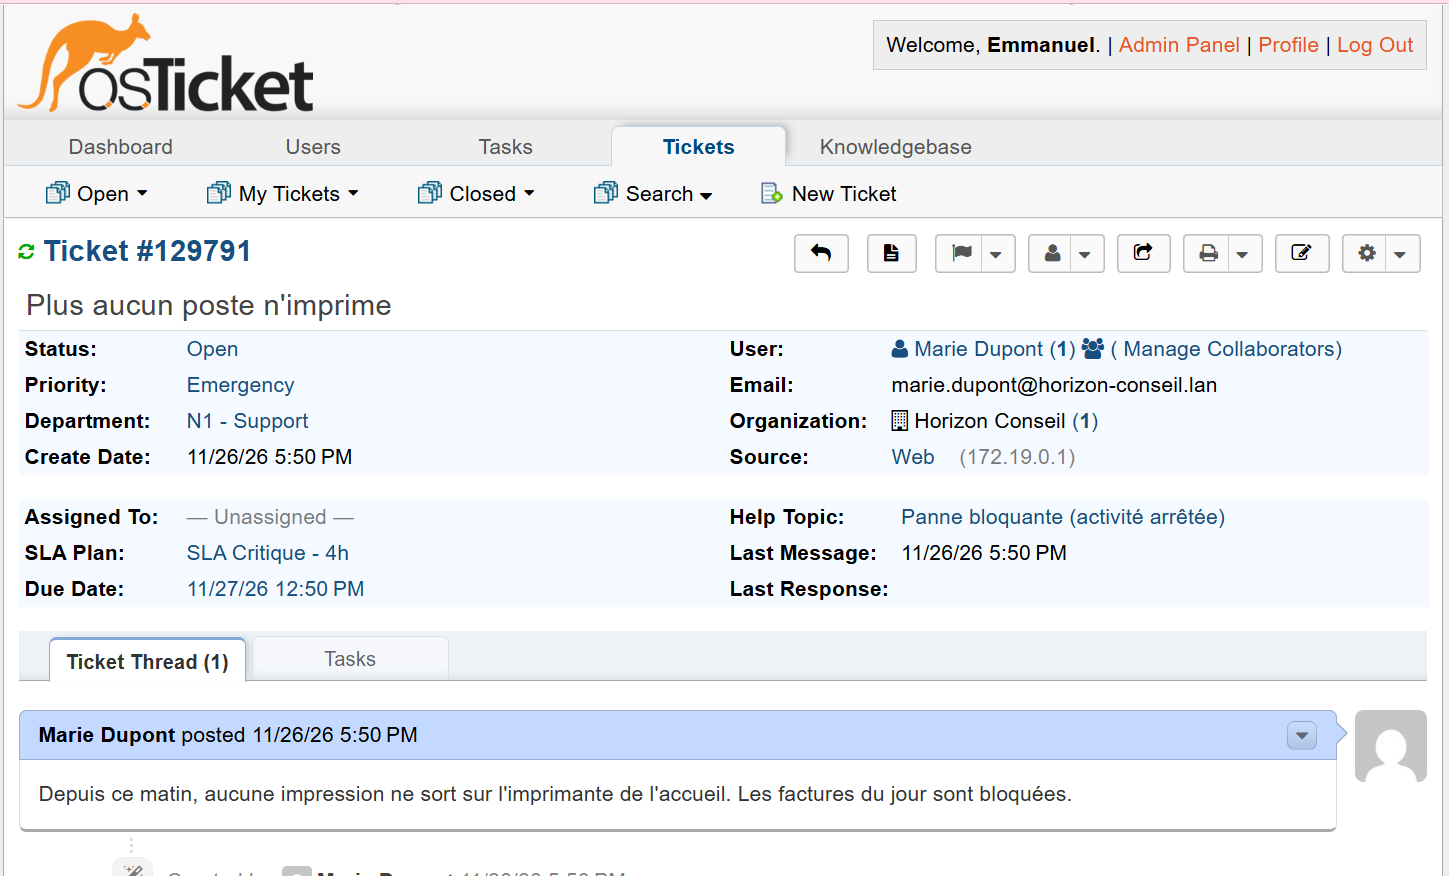 osTicket
Welcome, Emmanuel. | Admin Panel | Profile | Log Out
Dashboard Users Tasks Tickets Knowledgebase
Open My Tickets Closed Search New Ticket
Ticket #129791
Plus aucun poste n'imprime
Status: Open
Priority: Emergency
Department: N1 - Support
Create Date: 11/26/26 5:50 PM
User: Marie Dupont (1) ( Manage Collaborators)
Email: marie.dupont@horizon-conseil.lan
Organization: Horizon Conseil (1)
Source: Web (172.19.0.1)
Assigned To: — Unassigned —
SLA Plan: SLA Critique - 4h
Due Date: 11/27/26 12:50 PM
Help Topic: Panne bloquante (activité arrêtée)
Last Message: 11/26/26 5:50 PM
Last Response:
Ticket Thread (1) Tasks
Marie Dupont posted 11/26/26 5:50 PM
Depuis ce matin, aucune impression ne sort sur l'imprimante de l'accueil. Les factures du jour sont bloquées.